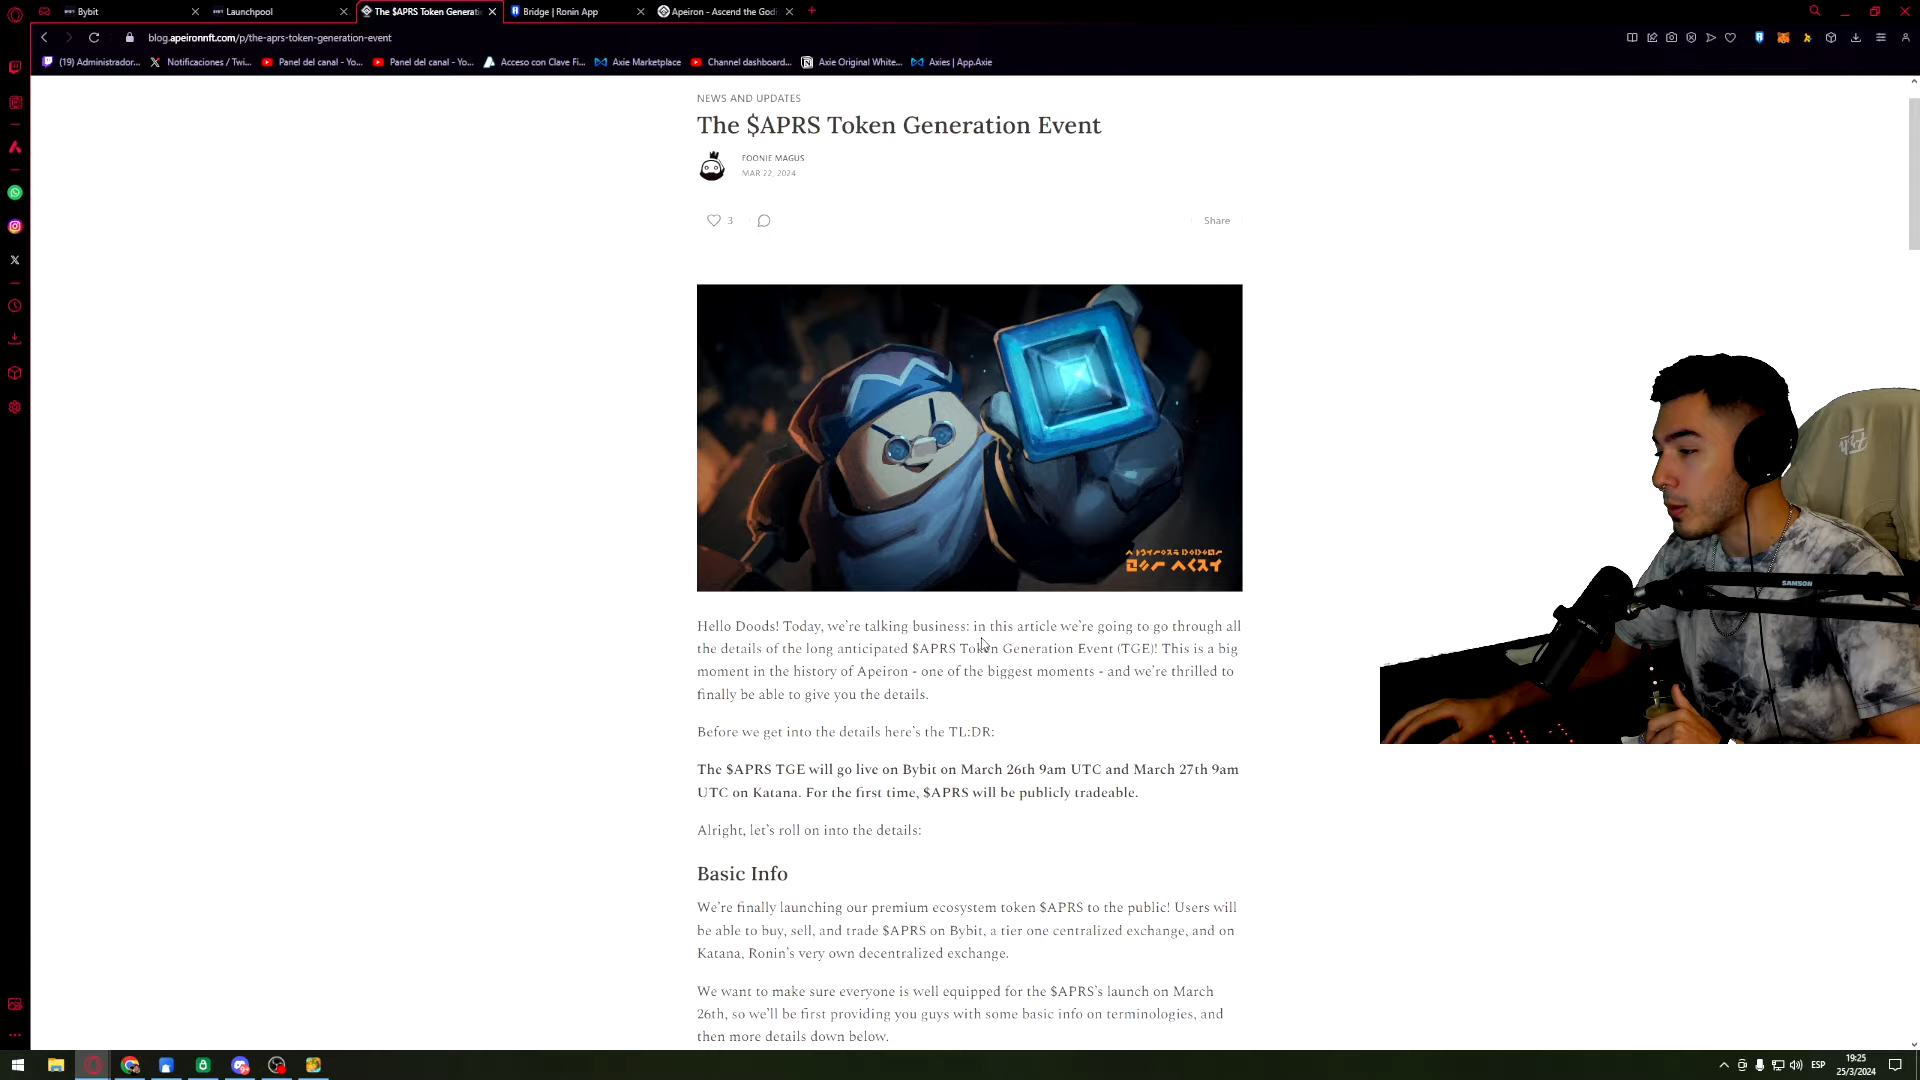 Bybit
Launchpool
The $APRS Token Generati
Bridge | Ronin App
Apeiron - Ascend the Godi
blog.apeironnft.com/p/the-aprs-token-generation-event
(19) Administrador...
Notificaciones / Twi...
Panel del canal - Yo...
Panel del canal - Yo...
Acceso con Clave Fi...
Axie Marketplace
Channel dashboard...
Axie Original White...
Axies | App.Axie
NEWS AND UPDATES
The $APRS Token Generation Event
FOONIE MAGUS
MAR 22, 2024
3
Share
Hello Doods! Today, we're talking business: in this article we're going to go through all
the details of the long anticipated $APRS Token Generation Event (TGE)! This is a big
moment in the history of Apeiron - one of the biggest moments - and we're thrilled to
finally be able to give you the details.
Before we get into the details here's the TL:DR:
The $APRS TGE will go live on Bybit on March 26th 9am UTC and March 27th 9am
UTC on Katana. For the first time, $APRS will be publicly tradeable.
Alright, let's roll on into the details:
Basic Info
We're finally launching our premium ecosystem token $APRS to the public! Users will
be able to buy, sell, and trade $APRS on Bybit, a tier one centralized exchange, and on
Katana, Ronin's very own decentralized exchange.
We want to make sure everyone is well equipped for the $APRS's launch on March
26th, so we'll be first providing you guys with some basic info on terminologies, and
then more details down below.
SAMSON
ESP
19:25
25/3/2024